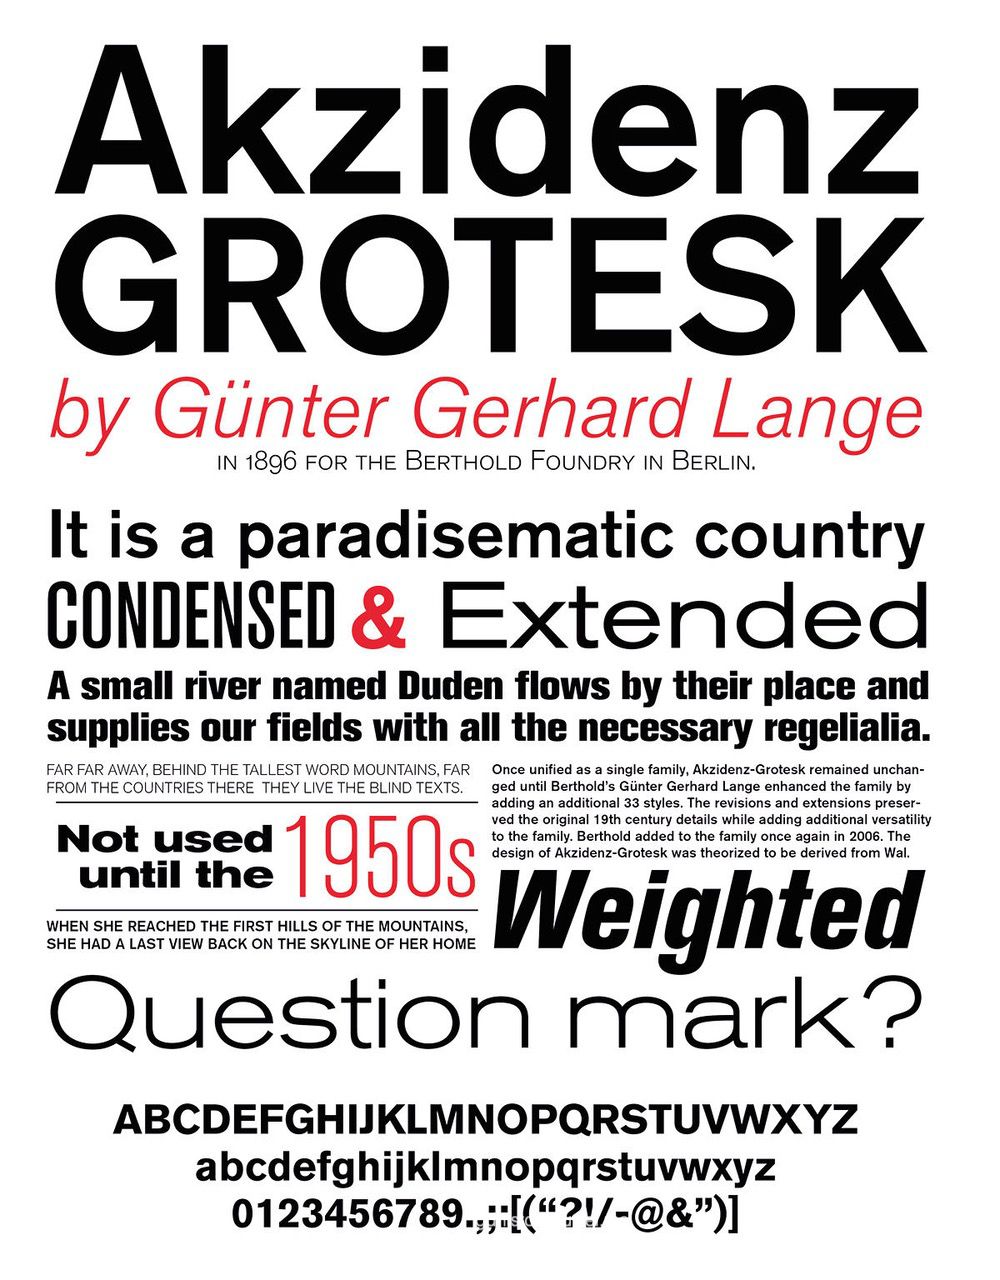 Akzidenz
GROTESK
by Günter Gerhard Lange
IN 1896 FOR THE BERTHOLD FOUNDRY IN BERLIN.
It is a paradisematic country
CONDENSED & Extended
A small river named Duden flows by their place and
supplies our fields with all the necessary regelialia.
FAR FAR AWAY, BEHIND THE TALLEST WORD MOUNTAINS, FAR
FROM THE COUNTRIES THERE THEY LIVE THE BLIND TEXTS.
Not used
until the
1950s
WHEN SHE REACHED THE FIRST HILLS OF THE MOUNTAINS,
SHE HAD A LAST VIEW BACK ON THE SKYLINE OF HER HOME
Once unified as a single family, Akzidenz-Grotesk remained unchan-
ged until Berthold's Günter Gerhard Lange enhanced the family by
adding an additional 33 styles. The revisions and extensions preser-
ved the original 19th century details while adding additional versatility
to the family. Berthold added to the family once again in 2006. The
design of Akzidenz-Grotesk was theorized to be derived from Wal.
Weighted
Question mark?
ABCDEFGHIJKLMNOPQRSTUVWXYZ
abcdefghijklmnopqrstuvwxyz
0123456789.,;:[(“?!/-@&”)]